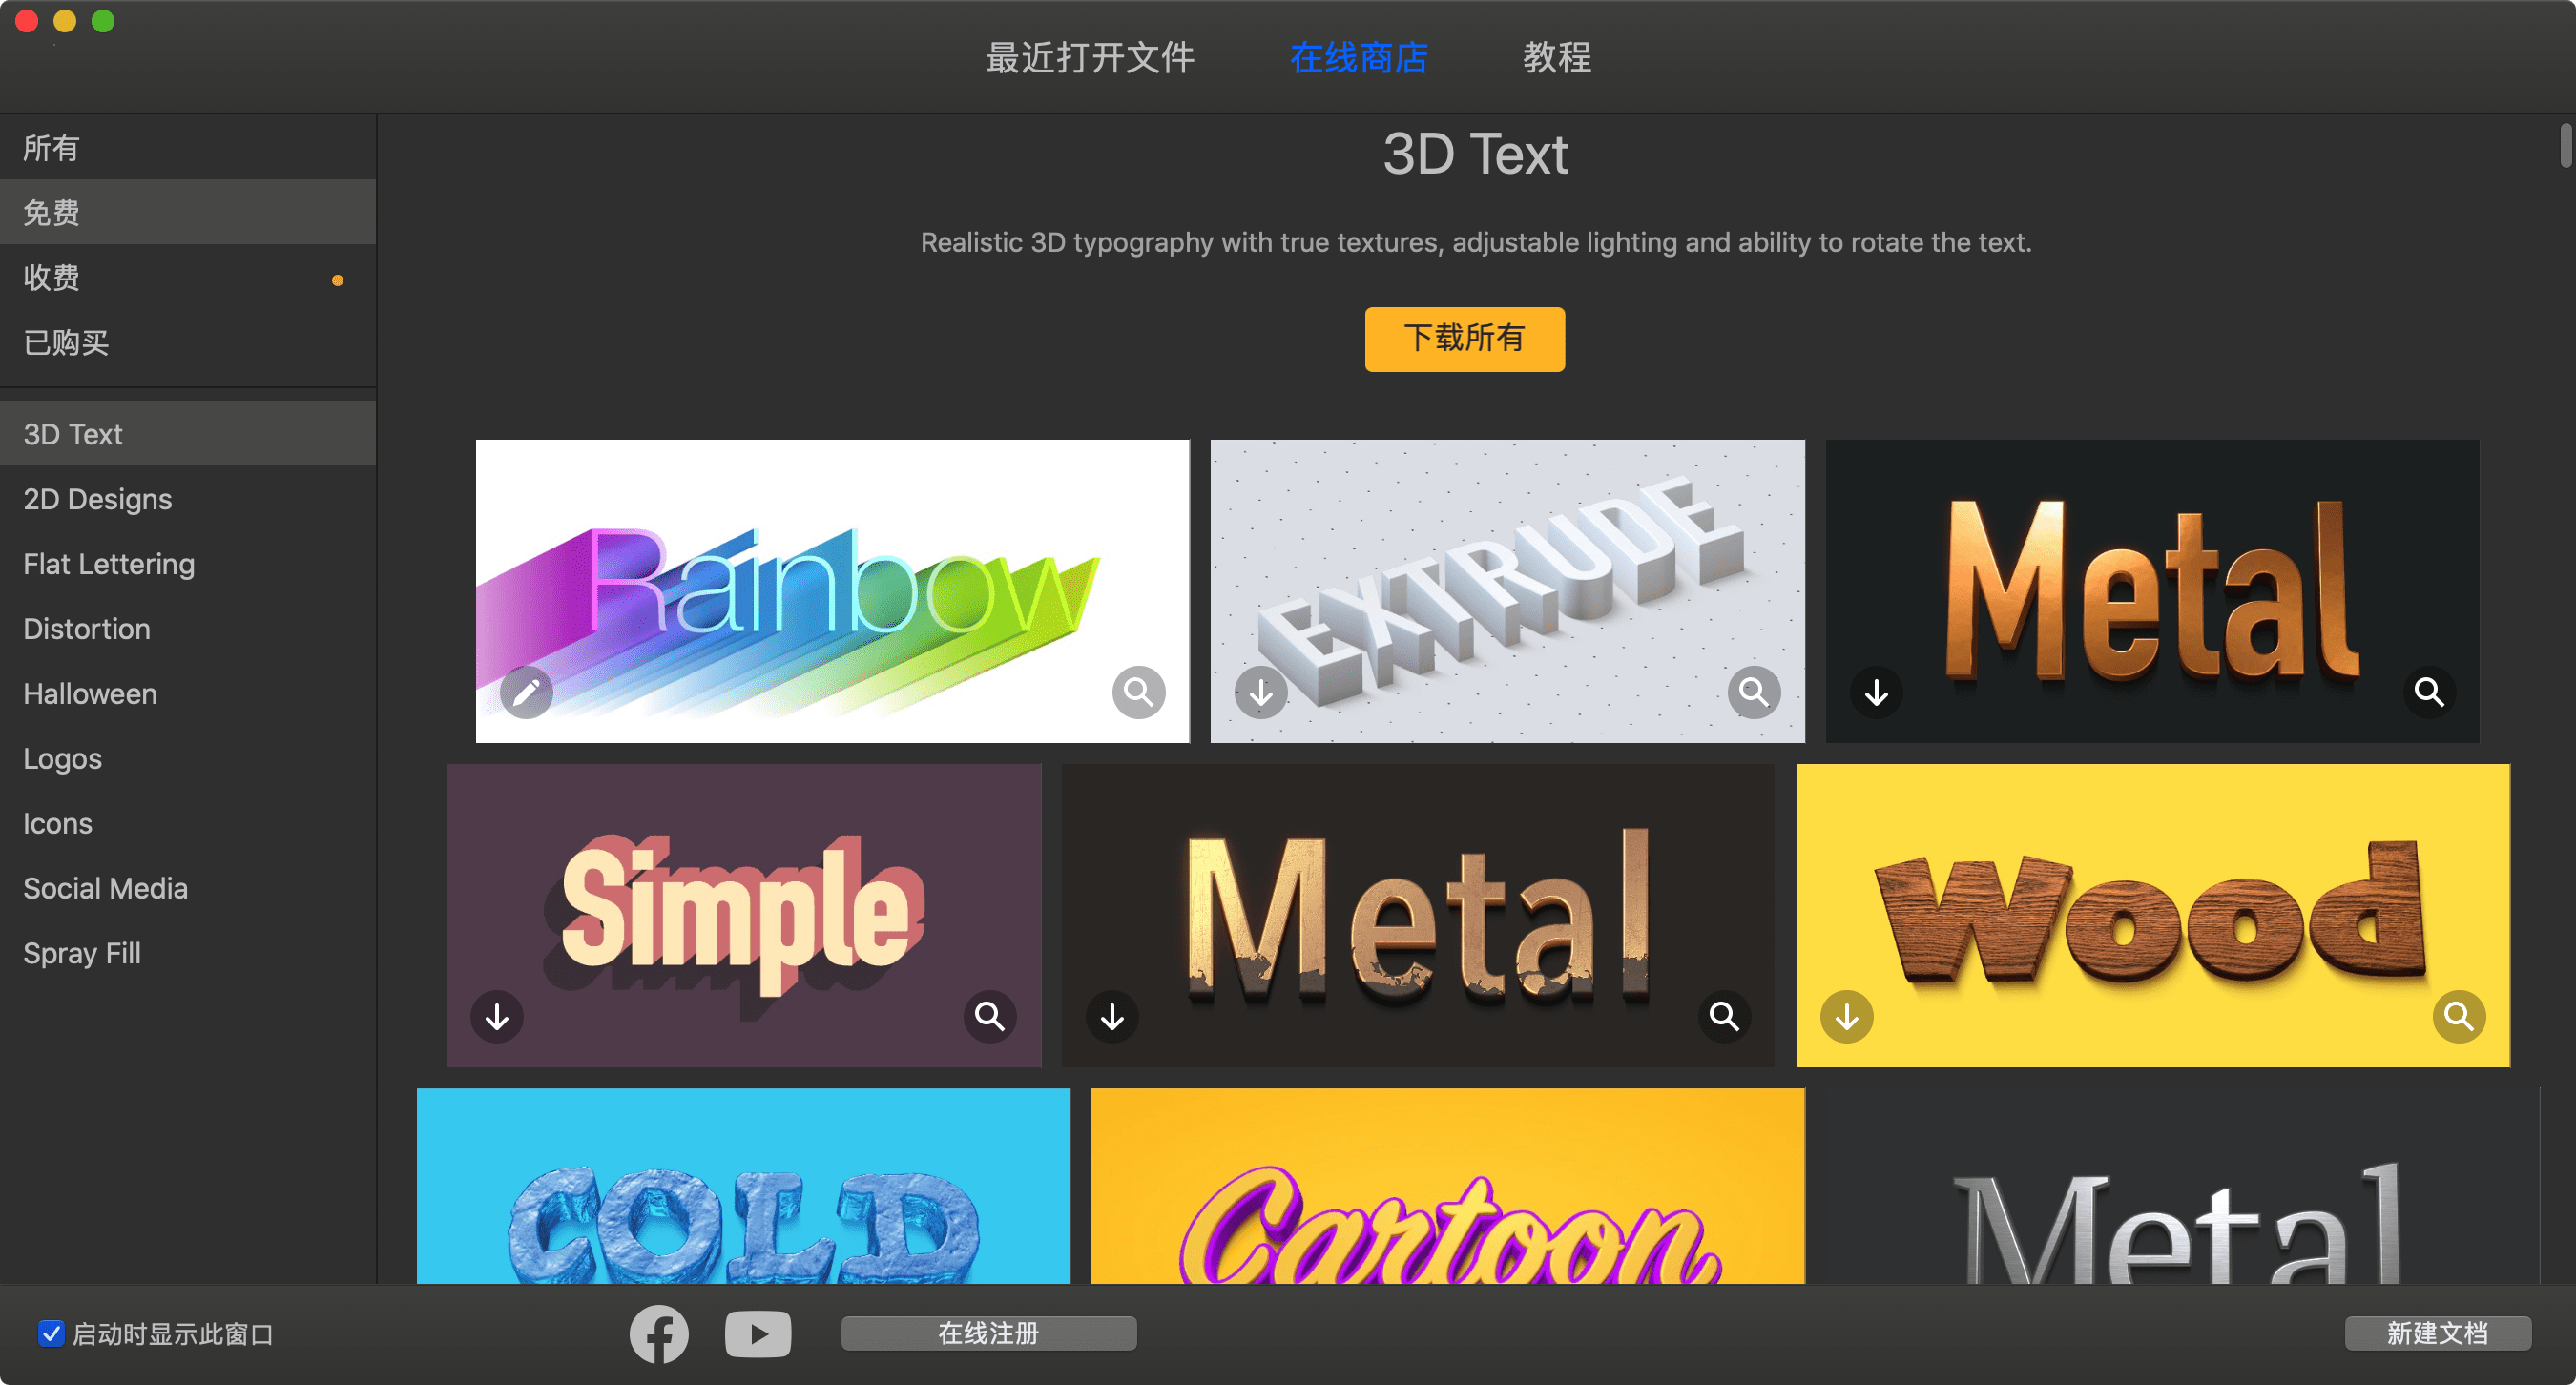 最近打开文件
在线商店
教程
所有
免费
收费
已购买
3D Text
2D Designs
Flat Lettering
Distortion
Halloween
Logos
Icons
Social Media
Spray Fill
3D Text
Realistic 3D typography with true textures, adjustable lighting and ability to rotate the text.
下载所有
Rainbow
EXTRUDE
Metal
Simple
Metal
Wood
COLD
Cartoon
Metal
启动时显示此窗口
在线注册
新建文档